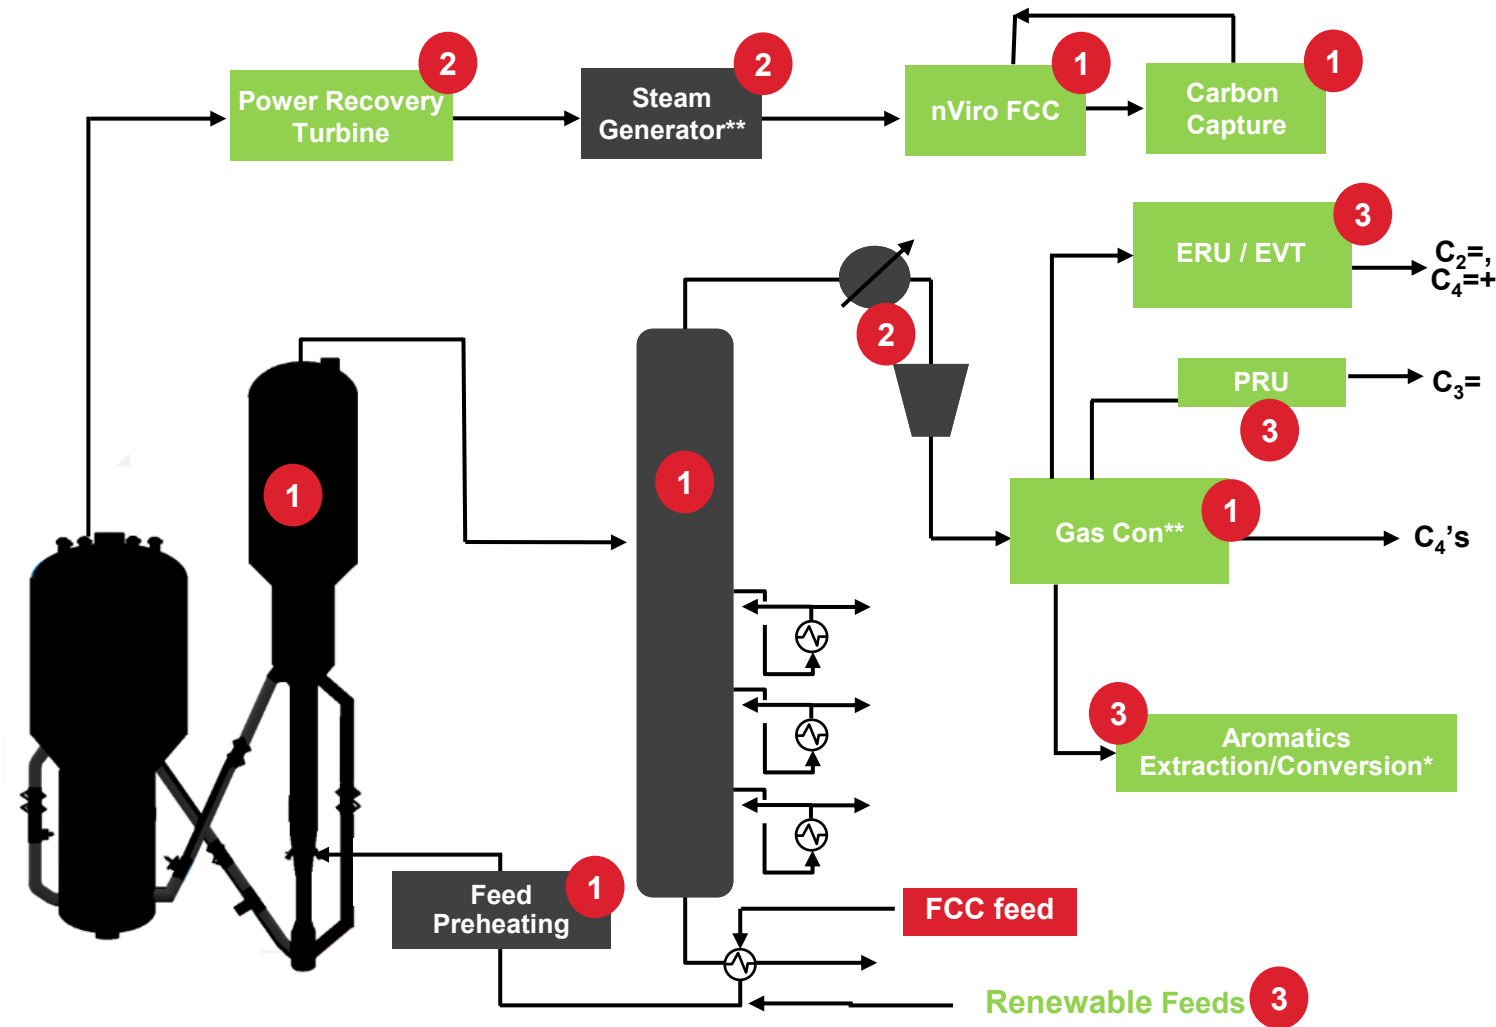 2
2
1
1
Power Recovery
Turbine
Steam
Generator**
nViro FCC
Carbon
Capture
3
ERU / EVT
C₂=,
C₄=+
2
PRU
C₃=
3
1
1
1
Gas Con**
C₄’s
3
Aromatics
Extraction/Conversion*
1
Feed
Preheating
FCC feed
Renewable Feeds
3